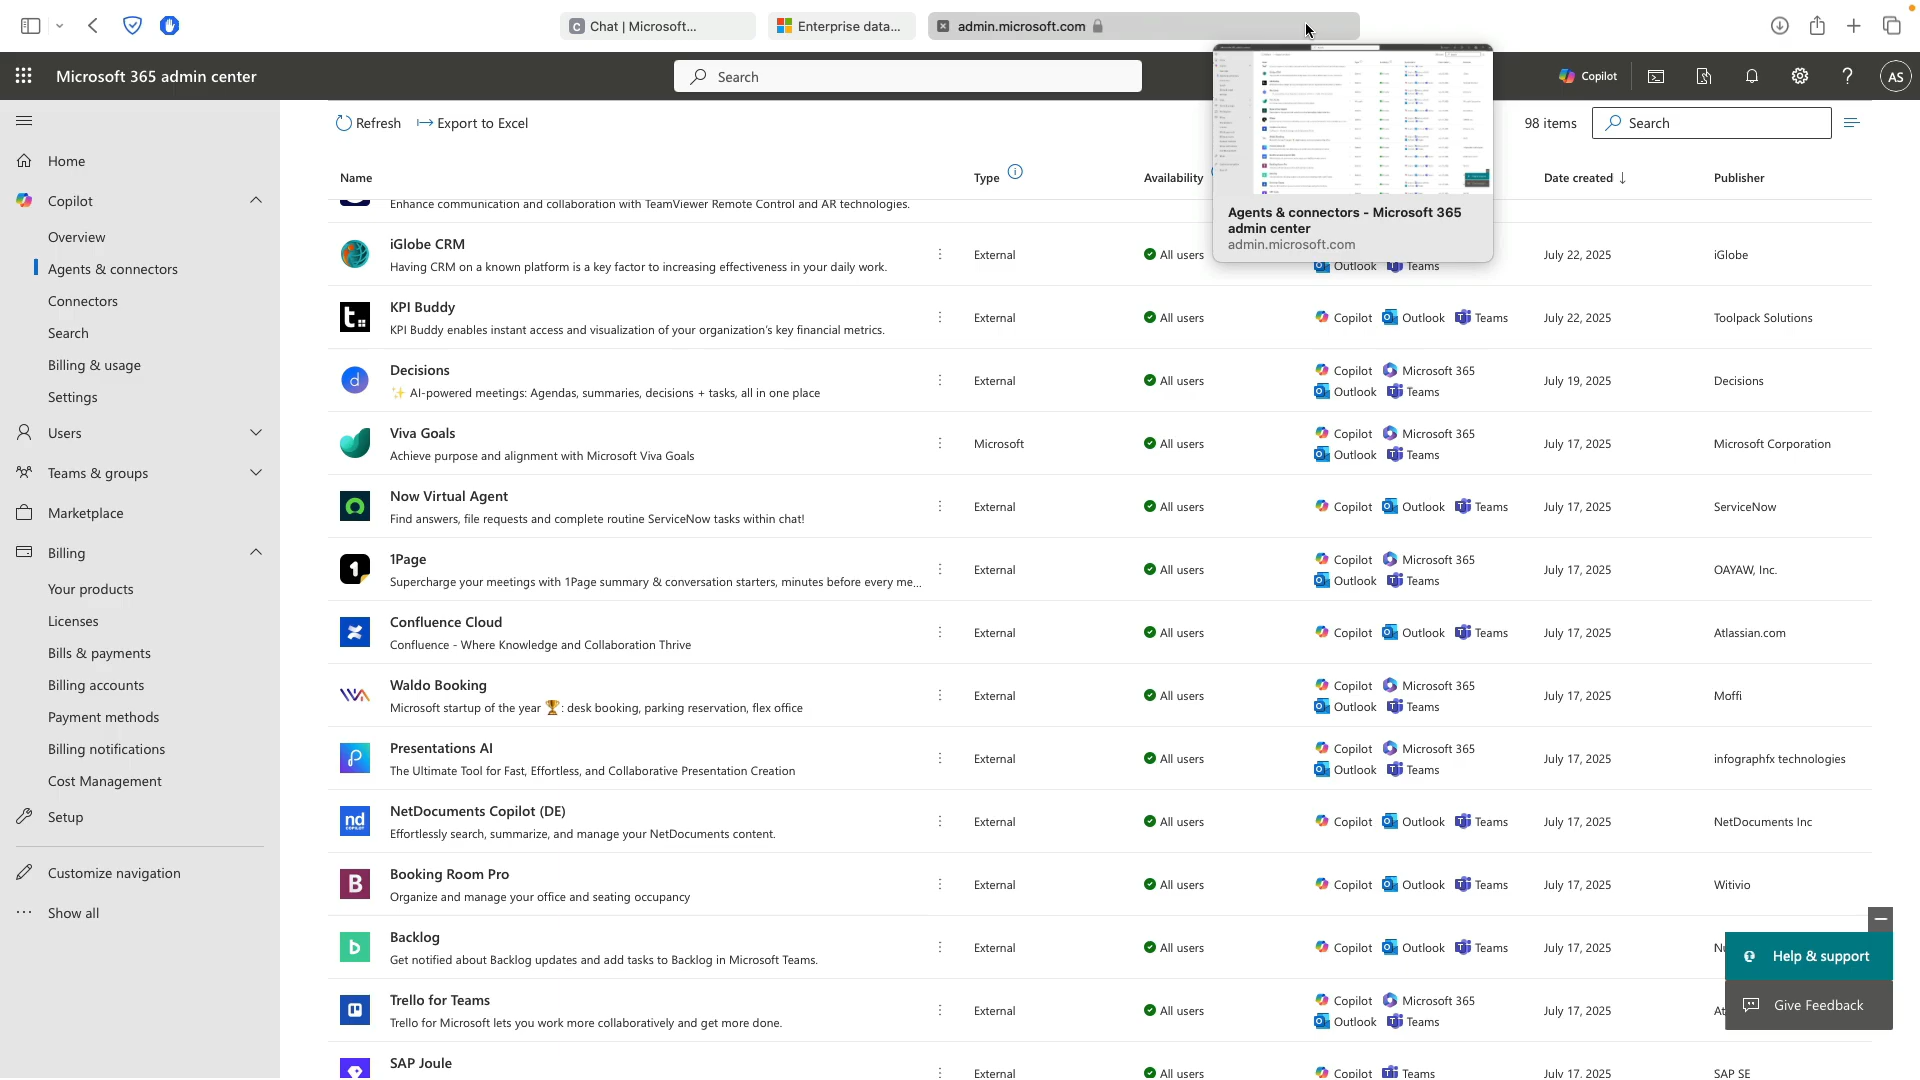 Chat | Microsoft...
Enterprise data...
admin.microsoft.com
Microsoft 365 admin center
Search
Copilot
AS
Refresh
Export to Excel
98 items
Search
Name
Type
Availability
Date created ↓
Publisher
Agents & connectors - Microsoft 365
admin center
admin.microsoft.com
Home
Copilot
Overview
Agents & connectors
Connectors
Search
Billing & usage
Settings
Users
Teams & groups
Marketplace
Billing
Your products
Licenses
Bills & payments
Billing accounts
Payment methods
Billing notifications
Cost Management
Setup
Customize navigation
Show all
Enhance communication and collaboration with TeamViewer Remote Control and AR technologies.
iGlobe CRM
Having CRM on a known platform is a key factor to increasing effectiveness in your daily work.
External
All users
Outlook Teams
July 22, 2025
iGlobe
KPI Buddy
KPI Buddy enables instant access and visualization of your organization's key financial metrics.
External
All users
Copilot Outlook Teams
July 22, 2025
Toolpack Solutions
Decisions
✨ AI-powered meetings: Agendas, summaries, decisions + tasks, all in one place
External
All users
Copilot Microsoft 365
Outlook Teams
July 19, 2025
Decisions
Viva Goals
Achieve purpose and alignment with Microsoft Viva Goals
Microsoft
All users
Copilot Microsoft 365
Outlook Teams
July 17, 2025
Microsoft Corporation
Now Virtual Agent
Find answers, file requests and complete routine ServiceNow tasks within chat!
External
All users
Copilot Outlook Teams
July 17, 2025
ServiceNow
1Page
Supercharge your meetings with 1Page summary & conversation starters, minutes before every me...
External
All users
Copilot Microsoft 365
Outlook Teams
July 17, 2025
OAYAW, Inc.
Confluence Cloud
Confluence - Where Knowledge and Collaboration Thrive
External
All users
Copilot Outlook Teams
July 17, 2025
Atlassian.com
Waldo Booking
Microsoft startup of the year 🏆: desk booking, parking reservation, flex office
External
All users
Copilot Microsoft 365
Outlook Teams
July 17, 2025
Moffi
Presentations AI
The Ultimate Tool for Fast, Effortless, and Collaborative Presentation Creation
External
All users
Copilot Microsoft 365
Outlook Teams
July 17, 2025
infographfx technologies
nd
COPILOT
NetDocuments Copilot (DE)
Effortlessly search, summarize, and manage your NetDocuments content.
External
All users
Copilot Outlook Teams
July 17, 2025
NetDocuments Inc
B
Booking Room Pro
Organize and manage your office and seating occupancy
External
All users
Copilot Outlook Teams
July 17, 2025
Witivio
b
Backlog
Get notified about Backlog updates and add tasks to Backlog in Microsoft Teams.
External
All users
Copilot Outlook Teams
July 17, 2025
Trello for Teams
Trello for Microsoft lets you work more collaboratively and get more done.
External
All users
Copilot Microsoft 365
Outlook Teams
July 17, 2025
SAP Joule
External
All users
Copilot Teams
July 17, 2025
SAP SE
Help & support
Give Feedback